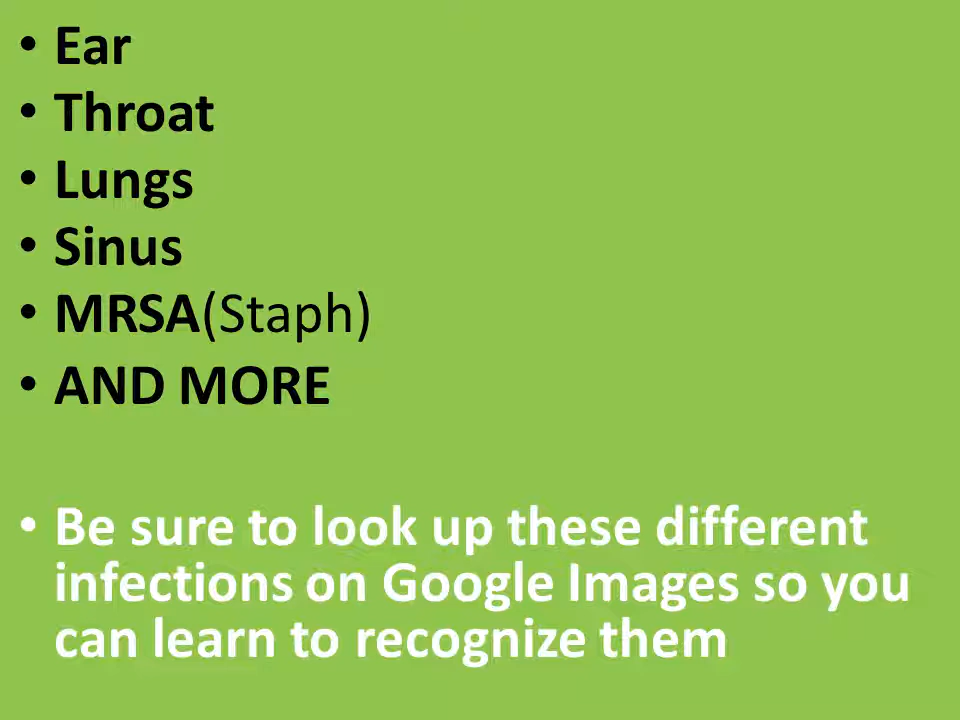 • Ear
• Throat
• Lungs
• Sinus
• MRSA(Staph)
• AND MORE
• Be sure to look up these different
infections on Google Images so you
can learn to recognize them